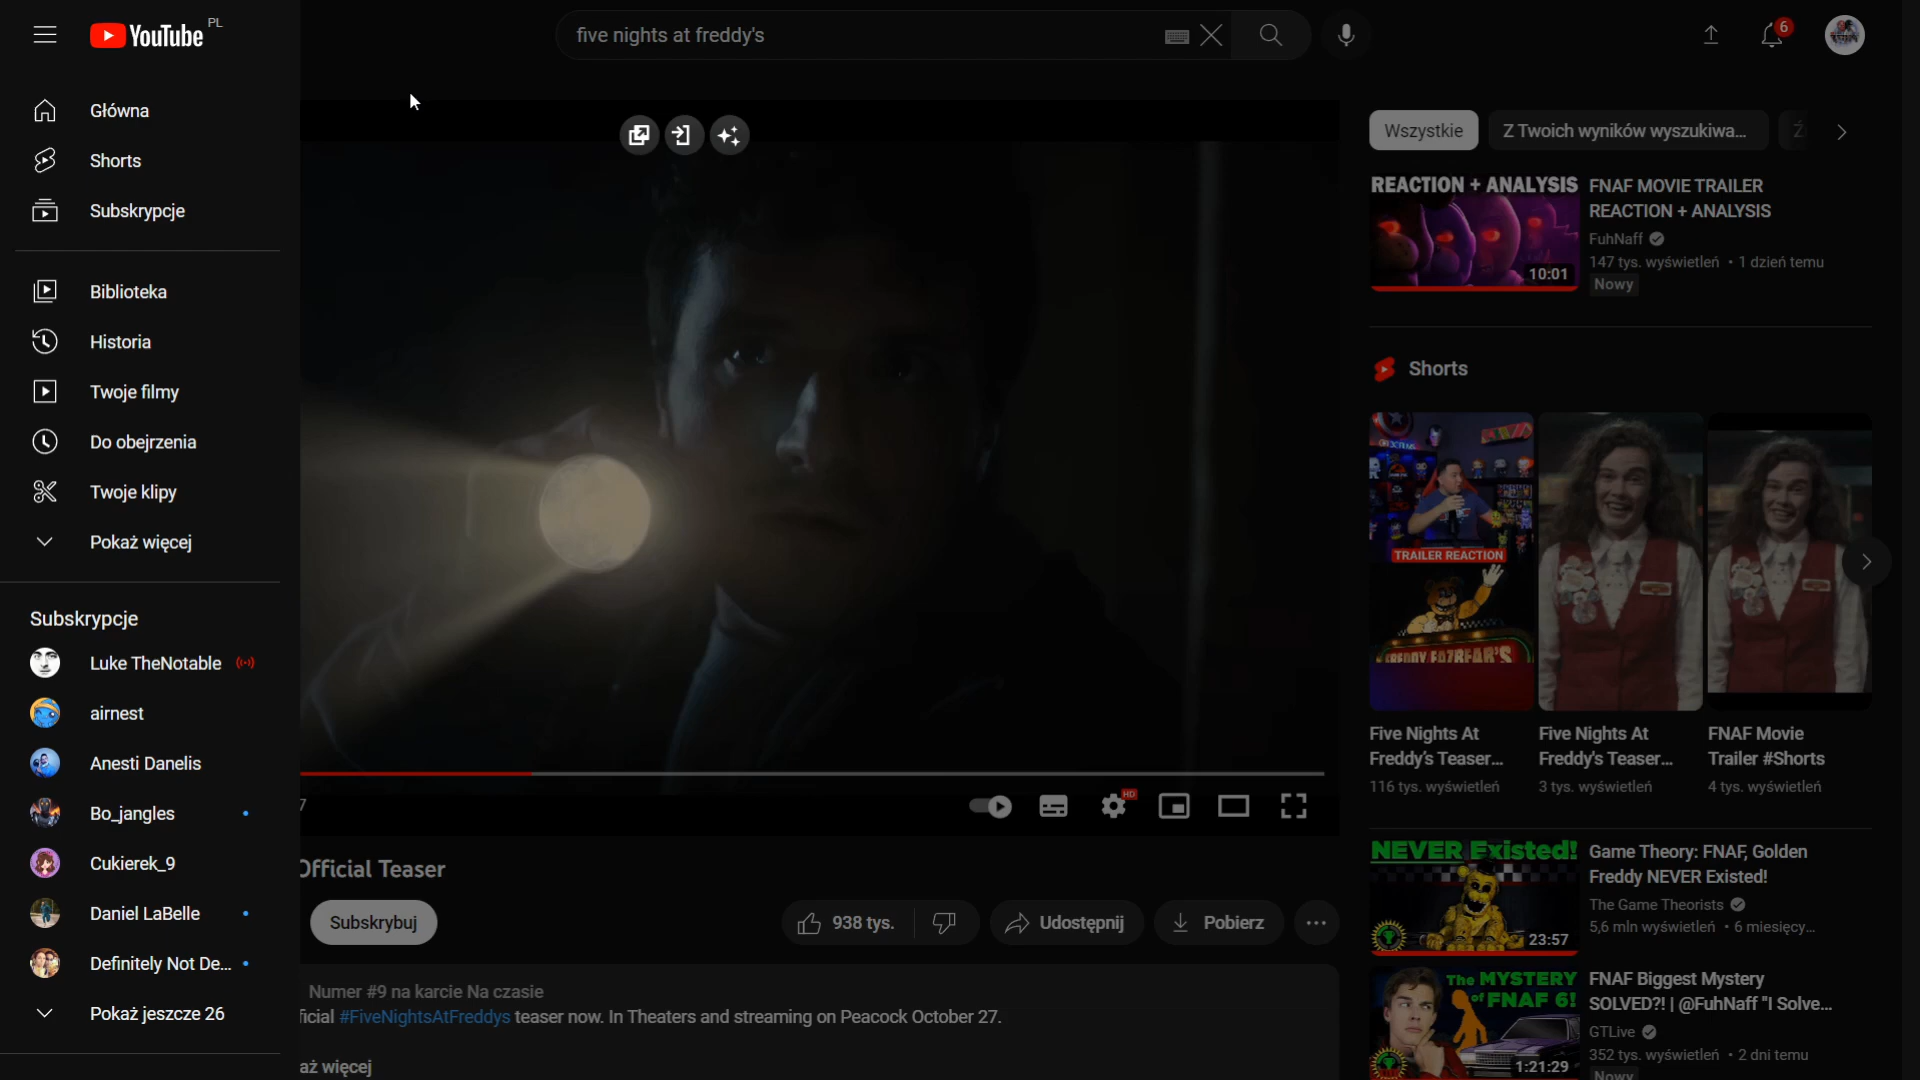 YouTube PL
five nights at freddy's
6
Główna
Shorts
Subskrypcje
Biblioteka
Historia
Twoje filmy
Do obejrzenia
Twoje klipy
Pokaż więcej
Subskrypcje
Luke TheNotable
airnest
Anesti Danelis
Bo_jangles
Cukierek_9
Daniel LaBelle
Definitely Not De...
Pokaż jeszcze 26
7
HD
Official Teaser
Subskrybuj
938 tys.
Udostępnij
Pobierz
Numer #9 na karcie Na czasie
ficial #FiveNightsAtFreddys teaser now. In Theaters and streaming on Peacock October 27.
aż więcej
Wszystkie
Z Twoich wyników wyszukiwa...
REACTION + ANALYSIS
10:01
FNAF MOVIE TRAILER
REACTION + ANALYSIS
FuhNaff
147 tys. wyświetleń • 1 dzień temu
Nowy
Shorts
TRAILER REACTION
FREDDY FAZBEAR'S
Five Nights At
Freddy's Teaser...
116 tys. wyświetleń
Five Nights At
Freddy's Teaser...
3 tys. wyświetleń
FNAF Movie
Trailer #Shorts
4 tys. wyświetleń
NEVER Existed!
23:57
Game Theory: FNAF, Golden
Freddy NEVER Existed!
The Game Theorists
5,6 mln wyświetleń • 6 miesięcy...
The MYSTERY
of FNAF 6!
1:21:29
FNAF Biggest Mystery
SOLVED?! | @FuhNaff "I Solve...
GTLive
352 tys. wyświetleń • 2 dni temu
Nowy